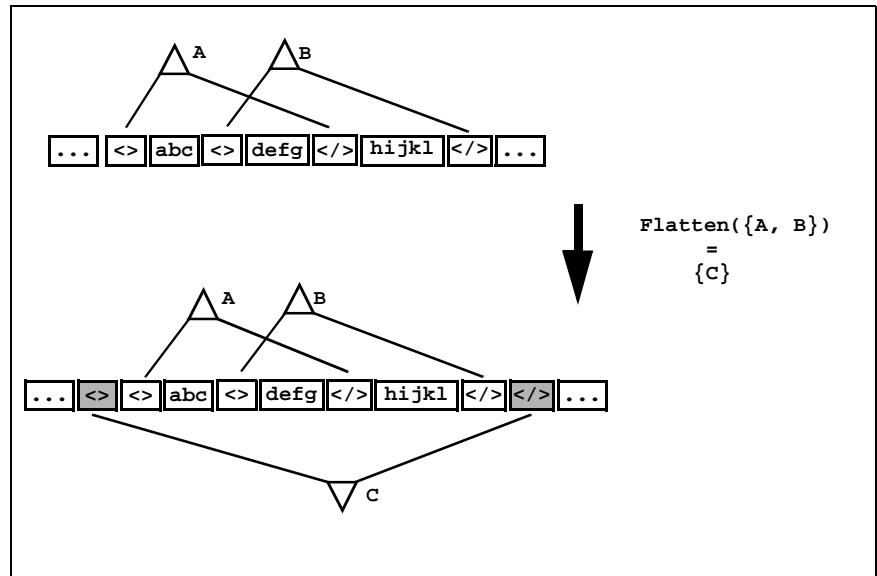 A B
... <> abc <> defg </> hijkl </> ...
Flatten({A, B})
=
{C}
A B
... <> <> abc <> defg </> hijkl </> </> ...
C